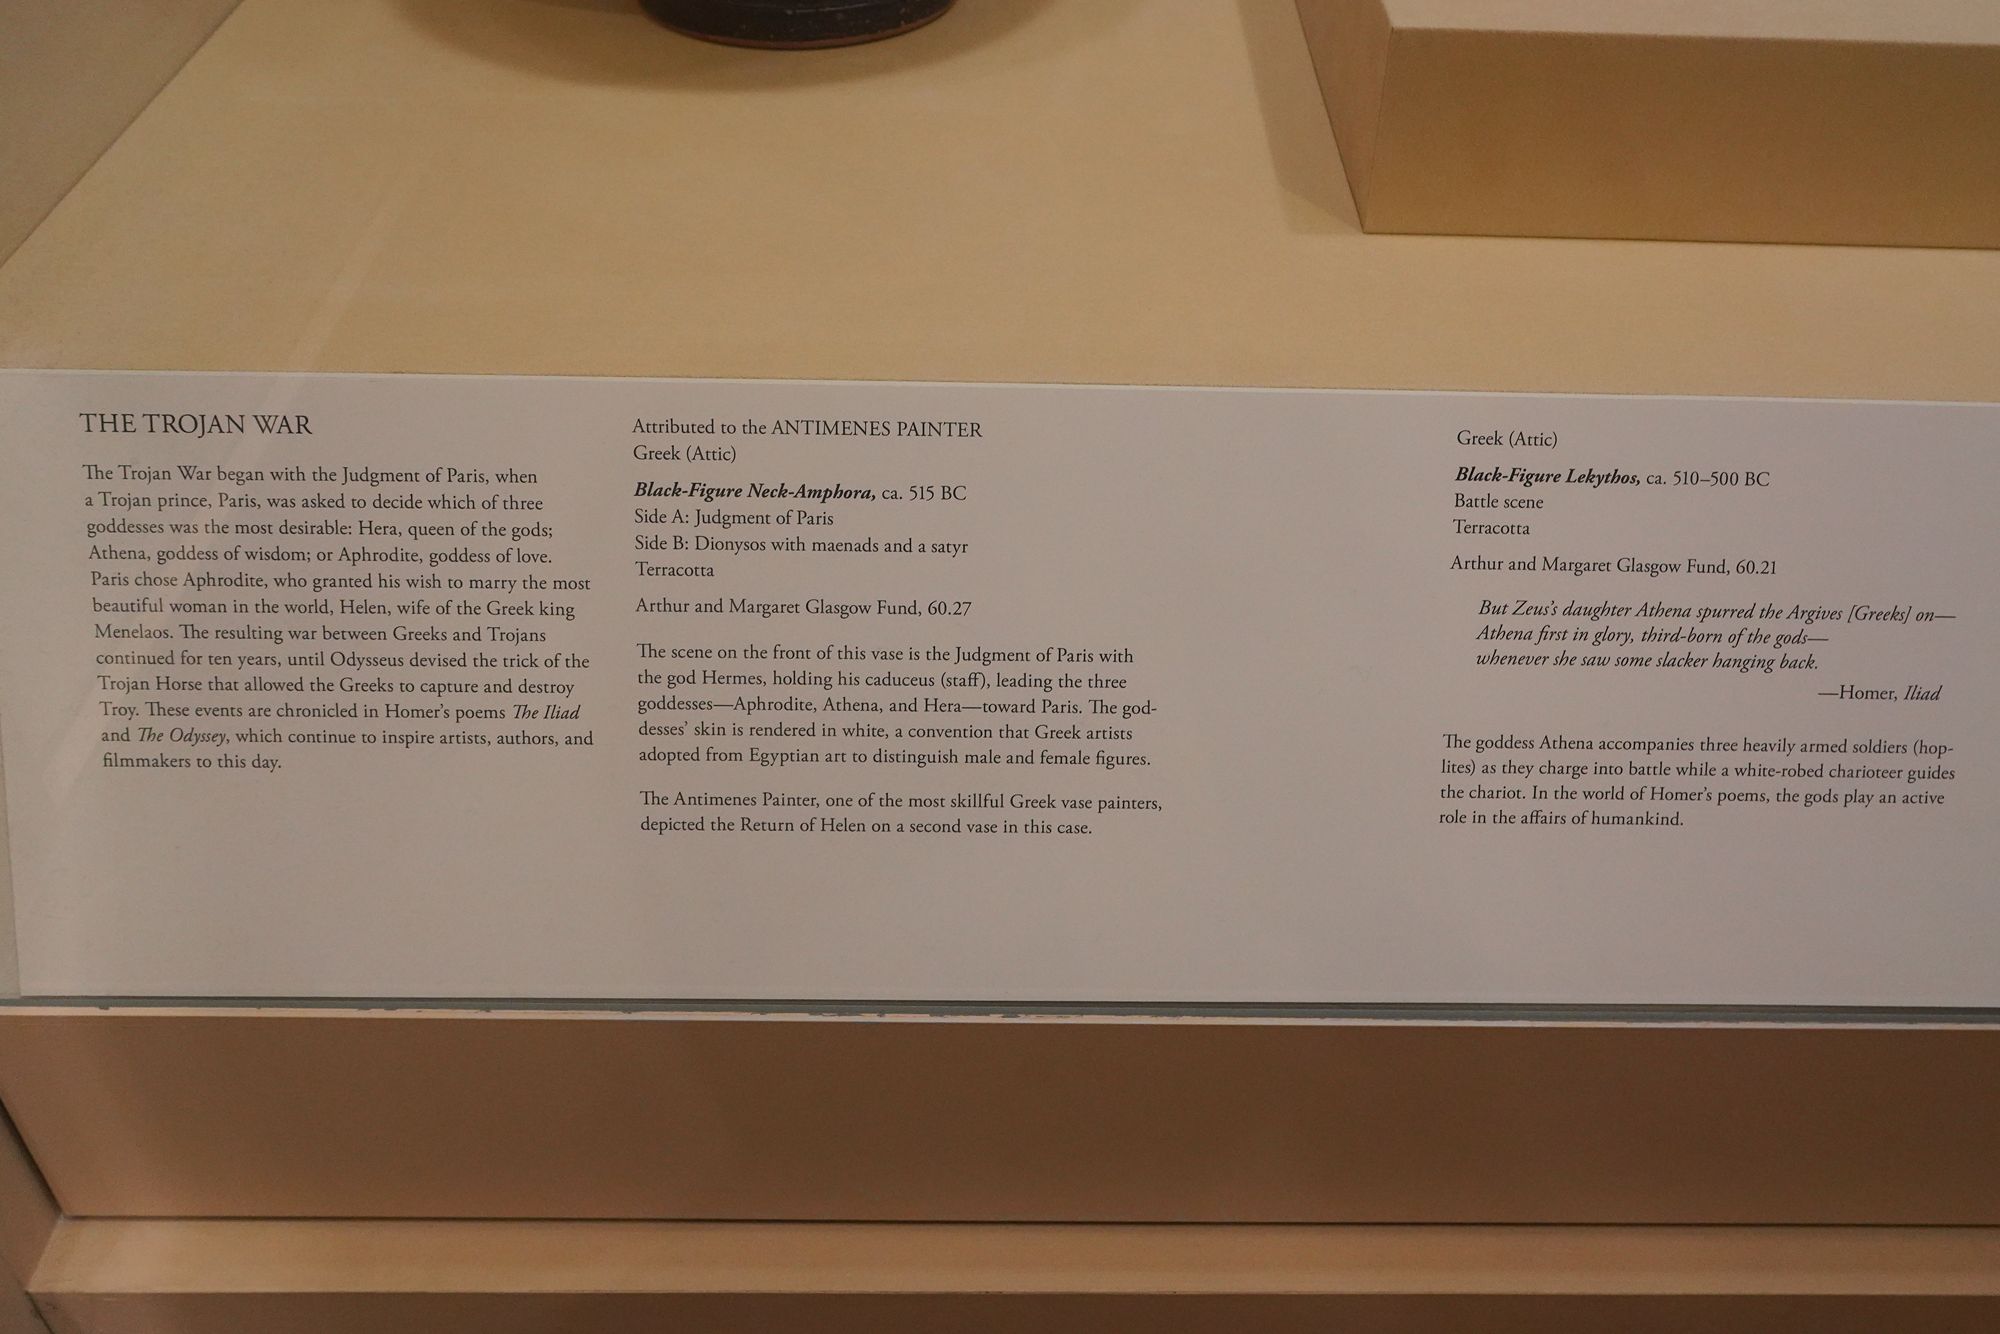 THE TROJAN WAR
The Trojan War began with the Judgment of Paris, when
a Trojan prince, Paris, was asked to decide which of three
goddesses was the most desirable: Hera, queen of the gods;
Athena, goddess of wisdom; or Aphrodite, goddess of love.
Paris chose Aphrodite, who granted his wish to marry the most
beautiful woman in the world, Helen, wife of the Greek king
Menelaos. The resulting war between Greeks and Trojans
continued for ten years, until Odysseus devised the trick of the
Trojan Horse that allowed the Greeks to capture and destroy
Troy. These events are chronicled in Homer's poems The Iliad
and The Odyssey, which continue to inspire artists, authors, and
filmmakers to this day.
Attributed to the ANTIMENES PAINTER
Greek (Attic)
Black-Figure Neck-Amphora, ca. 515 BC
Side A: Judgment of Paris
Side B: Dionysos with maenads and a satyr
Terracotta
Arthur and Margaret Glasgow Fund, 60.27
The scene on the front of this vase is the Judgment of Paris with
the god Hermes, holding his caduceus (staff), leading the three
goddesses—Aphrodite, Athena, and Hera—toward Paris. The god-
desses' skin is rendered in white, a convention that Greek artists
adopted from Egyptian art to distinguish male and female figures.
The Antimenes Painter, one of the most skillful Greek vase painters,
depicted the Return of Helen on a second vase in this case.
Greek (Attic)
Black-Figure Lekythos, ca. 510–500 BC
Battle scene
Terracotta
Arthur and Margaret Glasgow Fund, 60.21
But Zeus's daughter Athena spurred the Argives [Greeks] on—
Athena first in glory, third-born of the gods—
whenever she saw some slacker hanging back.
—Homer, Iliad
The goddess Athena accompanies three heavily armed soldiers (hop-
lites) as they charge into battle while a white-robed charioteer guides
the chariot. In the world of Homer's poems, the gods play an active
role in the affairs of humankind.